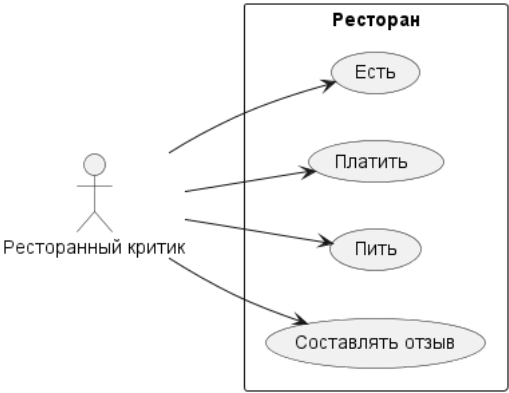 Ресторан
Есть
Платить
Ресторанный критик
Пить
Составлять отзыв